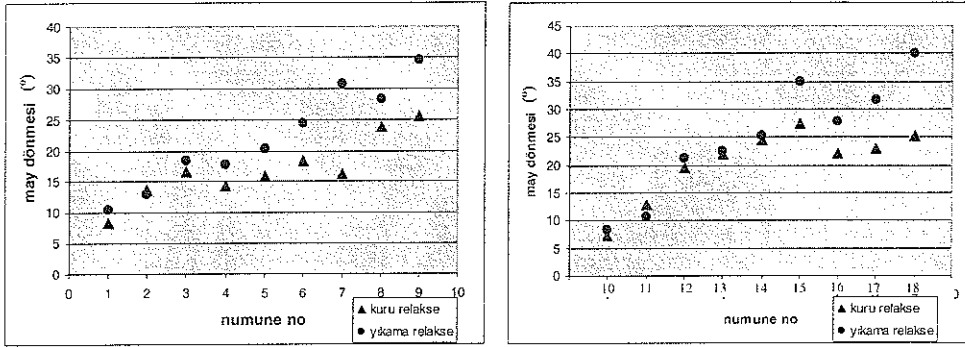 40
35
30
25
20
15
10
5
0
may dönmesi (º)
0 1 2 3 4 5 6 7 8 9 10
numune no
▲ kuru relakse
● yıkama relakse
45
40
35
30
25
20
15
10
5
0
may dönmesi (º)
10 11 12 13 14 15 16 17 18
numune no
▲ kuru relakse
● yıkama relakse